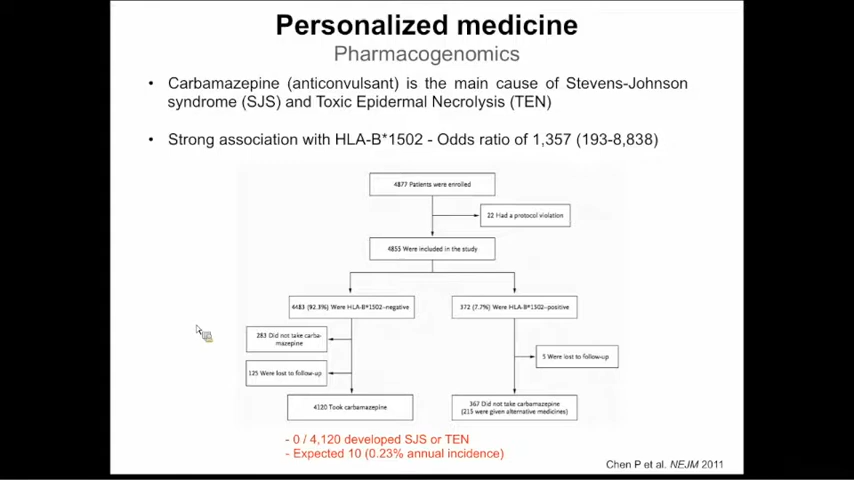 Personalized medicine
Pharmacogenomics
• Carbamazepine (anticonvulsant) is the main cause of Stevens-Johnson
syndrome (SJS) and Toxic Epidermal Necrolysis (TEN)
• Strong association with HLA-B*1502 - Odds ratio of 1,357 (193-8,838)
4877 Patients were enrolled
22 Had a protocol violation
4855 Were included in the study
4483 (92.3%) Were HLA-B*1502–negative
372 (7.7%) Were HLA-B*1502–positive
283 Did not take carba-
mazepine
5 Were lost to follow-up
125 Were lost to follow-up
4120 Took carbamazepine
367 Did not take carbamazepine
(215 were given alternative medicines)
- 0 / 4,120 developed SJS or TEN
- Expected 10 (0.23% annual incidence)
Chen P et al. NEJM 2011